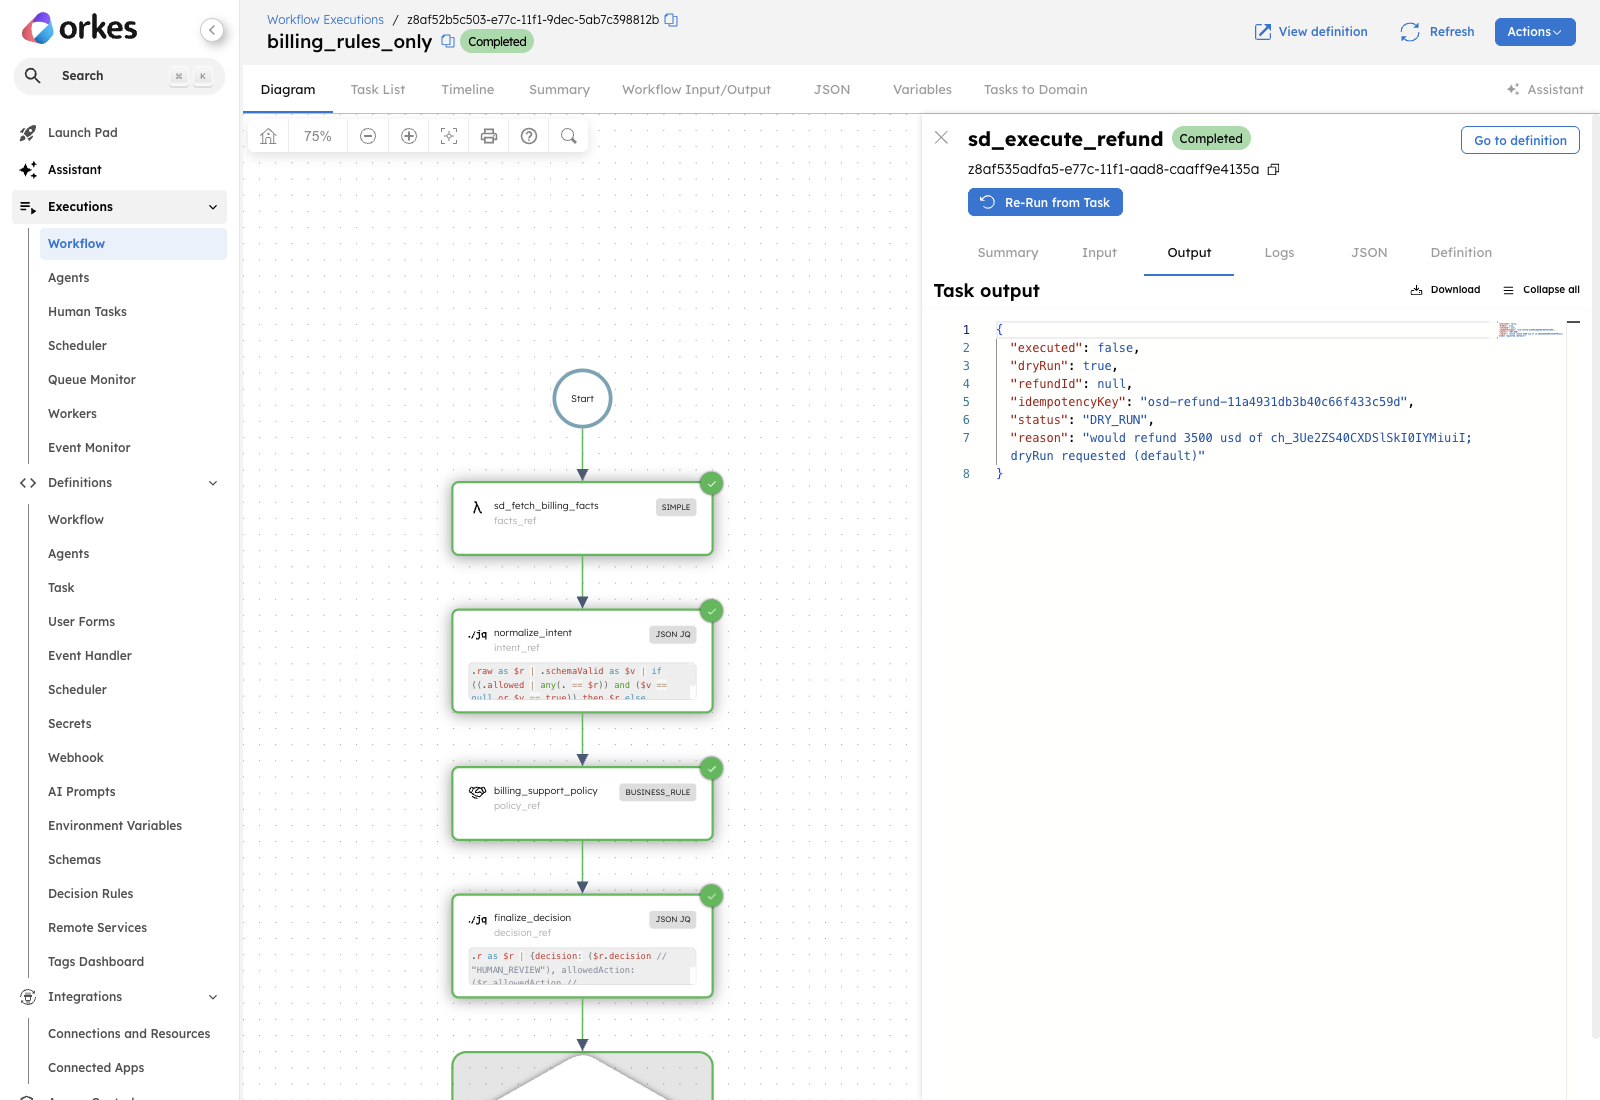 orkes
Search
⌘ K
Launch Pad
Assistant
Executions
Workflow
Agents
Human Tasks
Scheduler
Queue Monitor
Workers
Event Monitor
Definitions
Workflow
Agents
Task
User Forms
Event Handler
Scheduler
Secrets
Webhook
AI Prompts
Environment Variables
Schemas
Decision Rules
Remote Services
Tags Dashboard
Integrations
Connections and Resources
Connected Apps
Workflow Executions / z8af52b5c503-e77c-11f1-9dec-5ab7c398812b
billing_rules_only Completed
View definition
Refresh
Actions
Diagram Task List Timeline Summary Workflow Input/Output JSON Variables Tasks to Domain Assistant
75%
Start
λ sd_fetch_billing_facts SIMPLE
facts_ref
./jq normalize_intent JSON JQ
intent_ref
.raw as $r | .schemaValid as $v | if
((.allowed | any(. == $r)) and ($v ==
null or $v == true)) then $r else
billing_support_policy BUSINESS_RULE
policy_ref
./jq finalize_decision JSON JQ
decision_ref
.r as $r | {decision: ($r.decision //
"HUMAN_REVIEW"), allowedAction:
($r.allowedAction //
sd_execute_refund Completed
Go to definition
z8af535adfa5-e77c-11f1-aad8-caaff9e4135a
Re-Run from Task
Summary Input Output Logs JSON Definition
Task output
Download
Collapse all
1 {
2 "executed": false,
3 "dryRun": true,
4 "refundId": null,
5 "idempotencyKey": "osd-refund-11a4931db3b40c66f433c59d",
6 "status": "DRY_RUN",
7 "reason": "would refund 3500 usd of ch_3Ue2ZS40CXDSlSkI0IYMiuiI;
dryRun requested (default)"
8 }